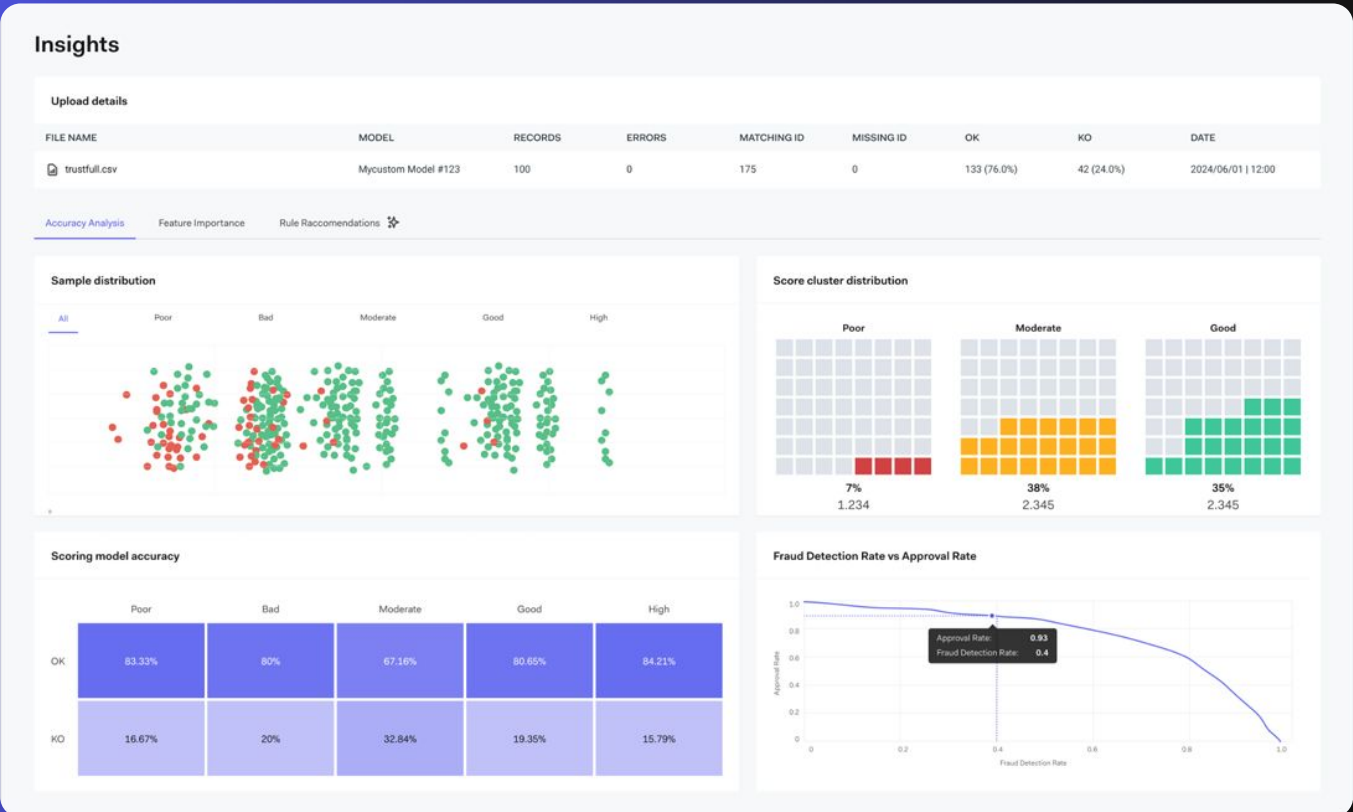 Insights
Upload details
FILE NAME MODEL RECORDS ERRORS MATCHING ID MISSING ID OK KO DATE
trustfull.csv Mycustom Model #123 100 0 175 0 133 (76.0%) 42 (24.0%) 2024/06/01 | 12:00
Accuracy Analysis Feature Importance Rule Raccomendations
Sample distribution
All Poor Bad Moderate Good High
Score cluster distribution
Poor Moderate Good
7% 38% 35%
1.234 2.345 2.345
Scoring model accuracy
Poor Bad Moderate Good High
OK 83.33% 80% 67.16% 80.65% 84.21%
KO 16.67% 20% 32.84% 19.35% 15.79%
Fraud Detection Rate vs Approval Rate
Approval Rate
1.0
0.8
0.6
0.4
0.2
0
Approval Rate: 0.93
Fraud Detection Rate: 0.4
0 0.2 0.4 0.6 0.8 1.0
Fraud Detection Rate